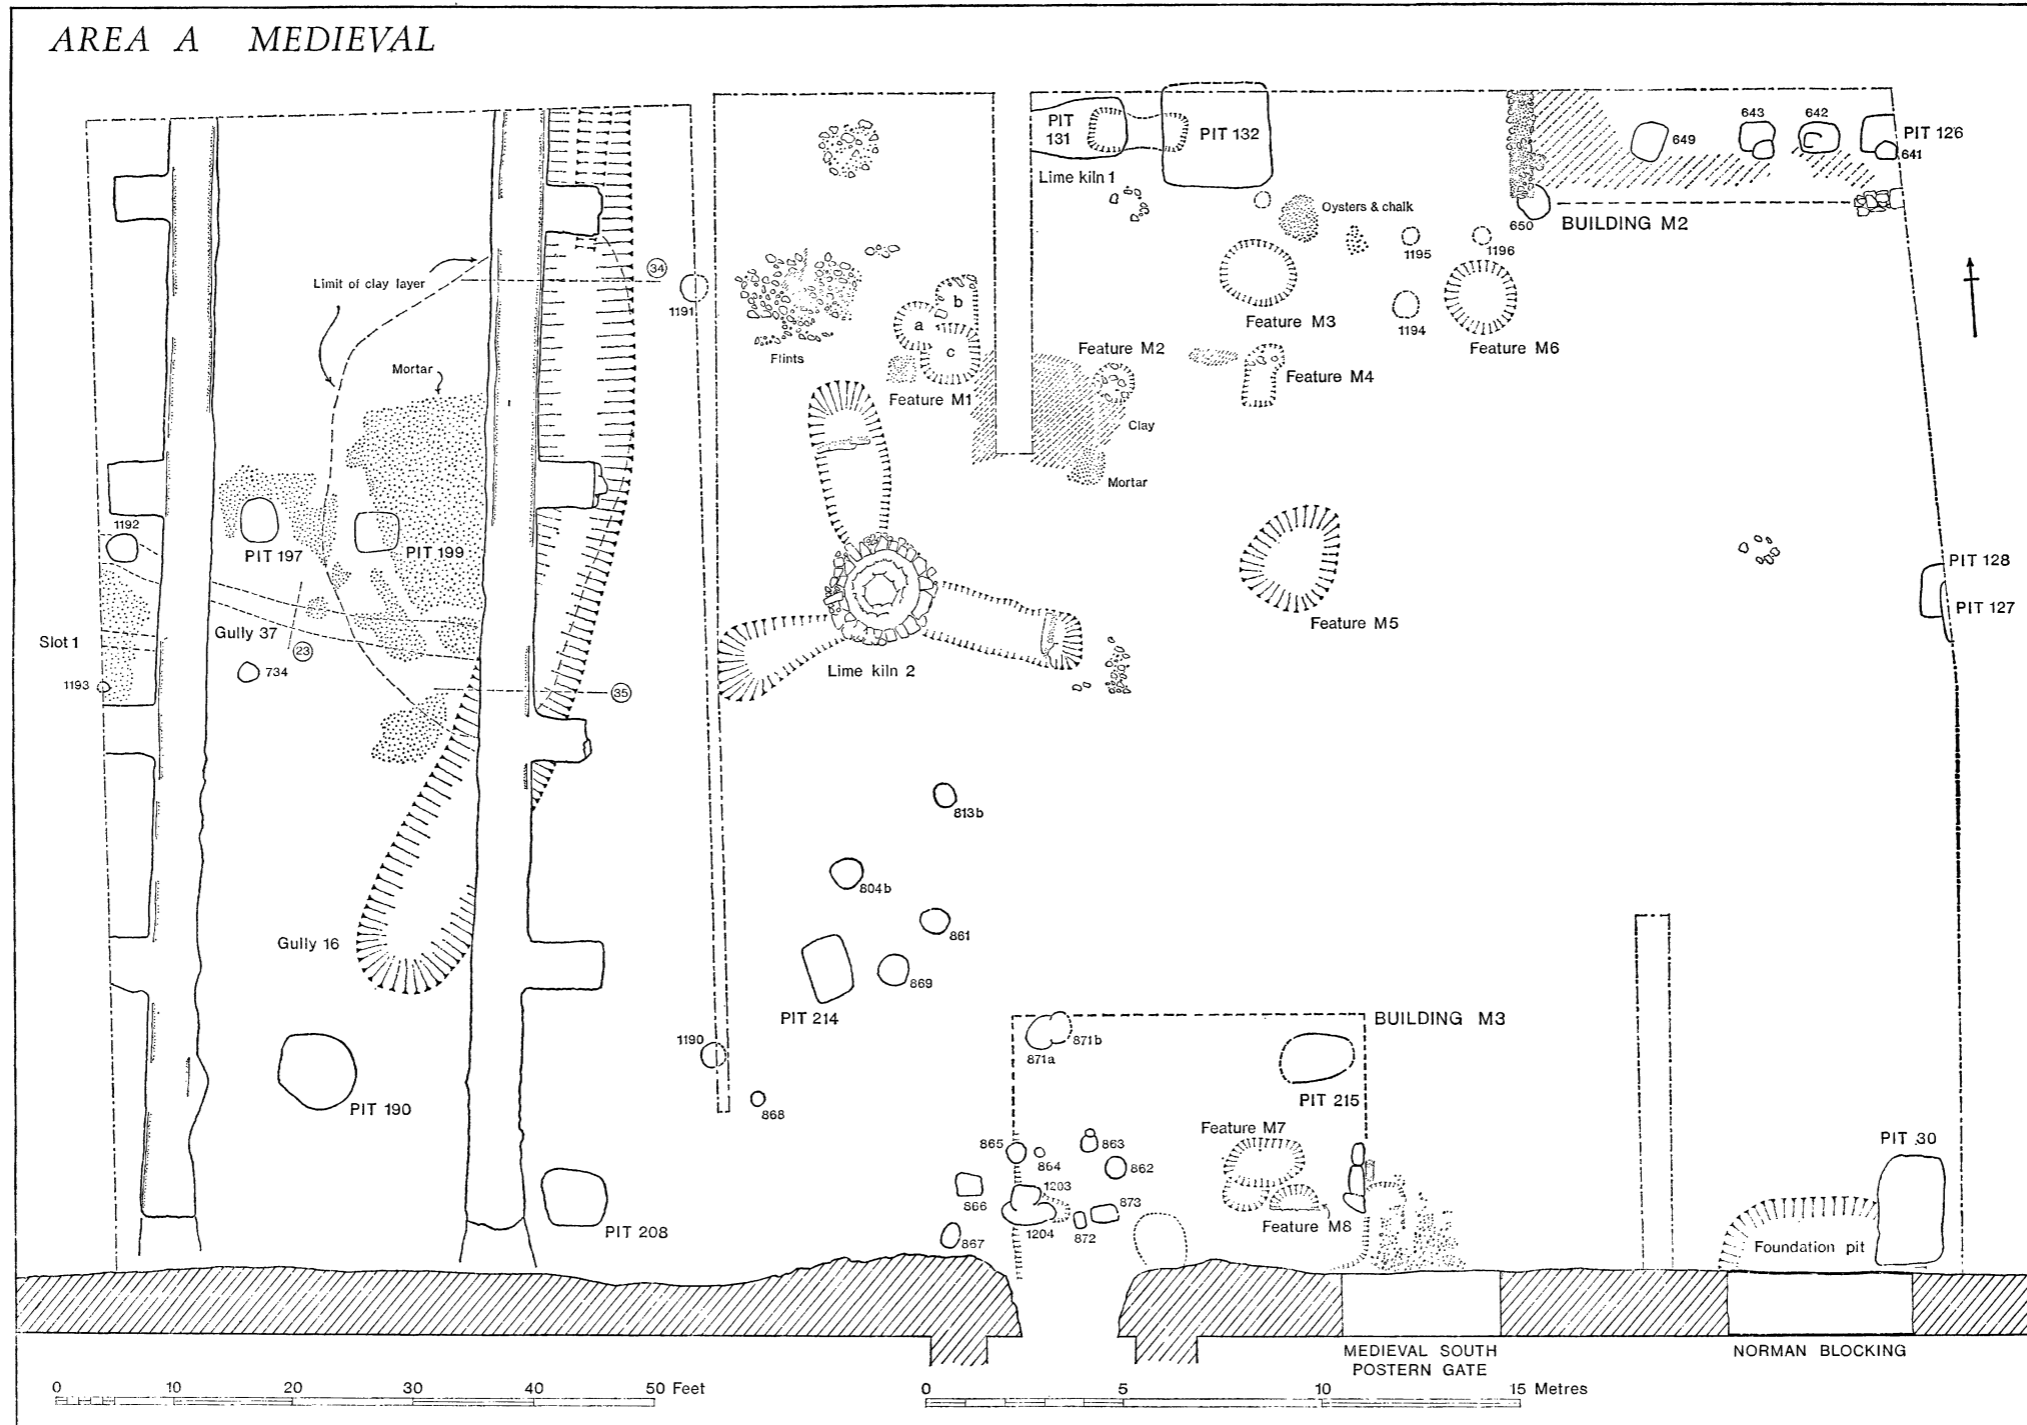 AREA A MEDIEVAL
PIT
131
PIT 132
Lime kiln 1
643
642
649
PIT 126
641
650
BUILDING M2
Oysters & chalk
1195
1196
34
Limit of clay layer
1191
b
a
c
Flints
Feature M3
1194
Feature M6
Feature M2
Feature M4
Mortar
Feature M1
Clay
Mortar
1192
PIT 197
PIT 199
PIT 128
PIT 127
Slot 1
Gully 37
23
734
1193
35
Feature M5
Lime kiln 2
813b
804b
861
869
Gully 16
PIT 214
BUILDING M3
1190
871a
871b
PIT 190
868
PIT 215
Feature M7
PIT 30
865
864
863
862
866
1203
873
1204
872
Feature M8
867
PIT 208
Foundation pit
MEDIEVAL SOUTH
POSTERN GATE
NORMAN BLOCKING
0 10 20 30 40 50 Feet
0 5 10 15 Metres